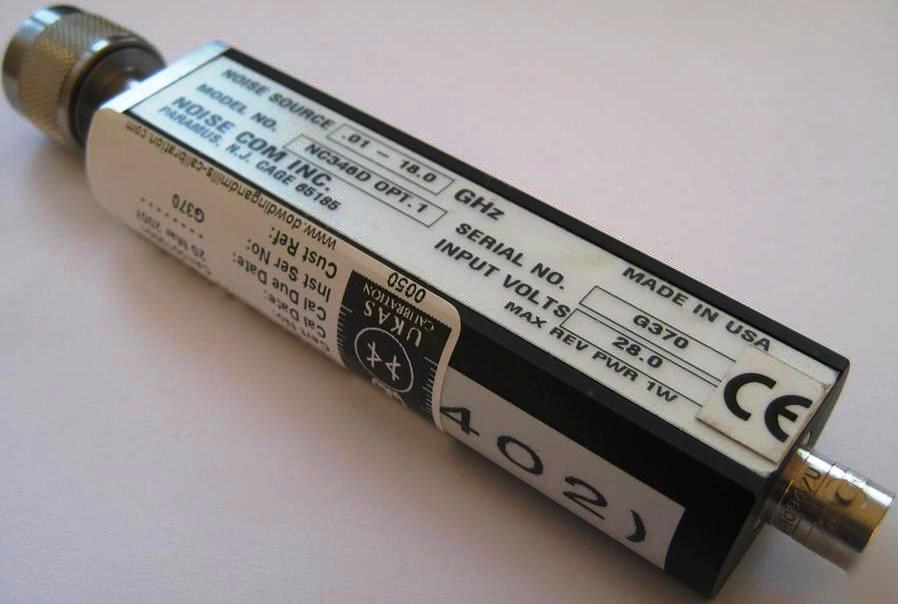 NOISE SOURCE .01 - 18.0 GHz
MODEL NO. NC346D OPT.1
NOISE COM INC.
PARAMUS, N.J. CAGE 65185
SERIAL NO. G370
INPUT VOLTS 28.0
MAX REV PWR 1W
MADE IN USA
CE
0050
UKAS
CALIBRATION
www.dowdingandmills-calibration.com
Cust Ref:
Inst Ser No: G370
Cal Due Date:
Cal Date:
Cert No:
402)